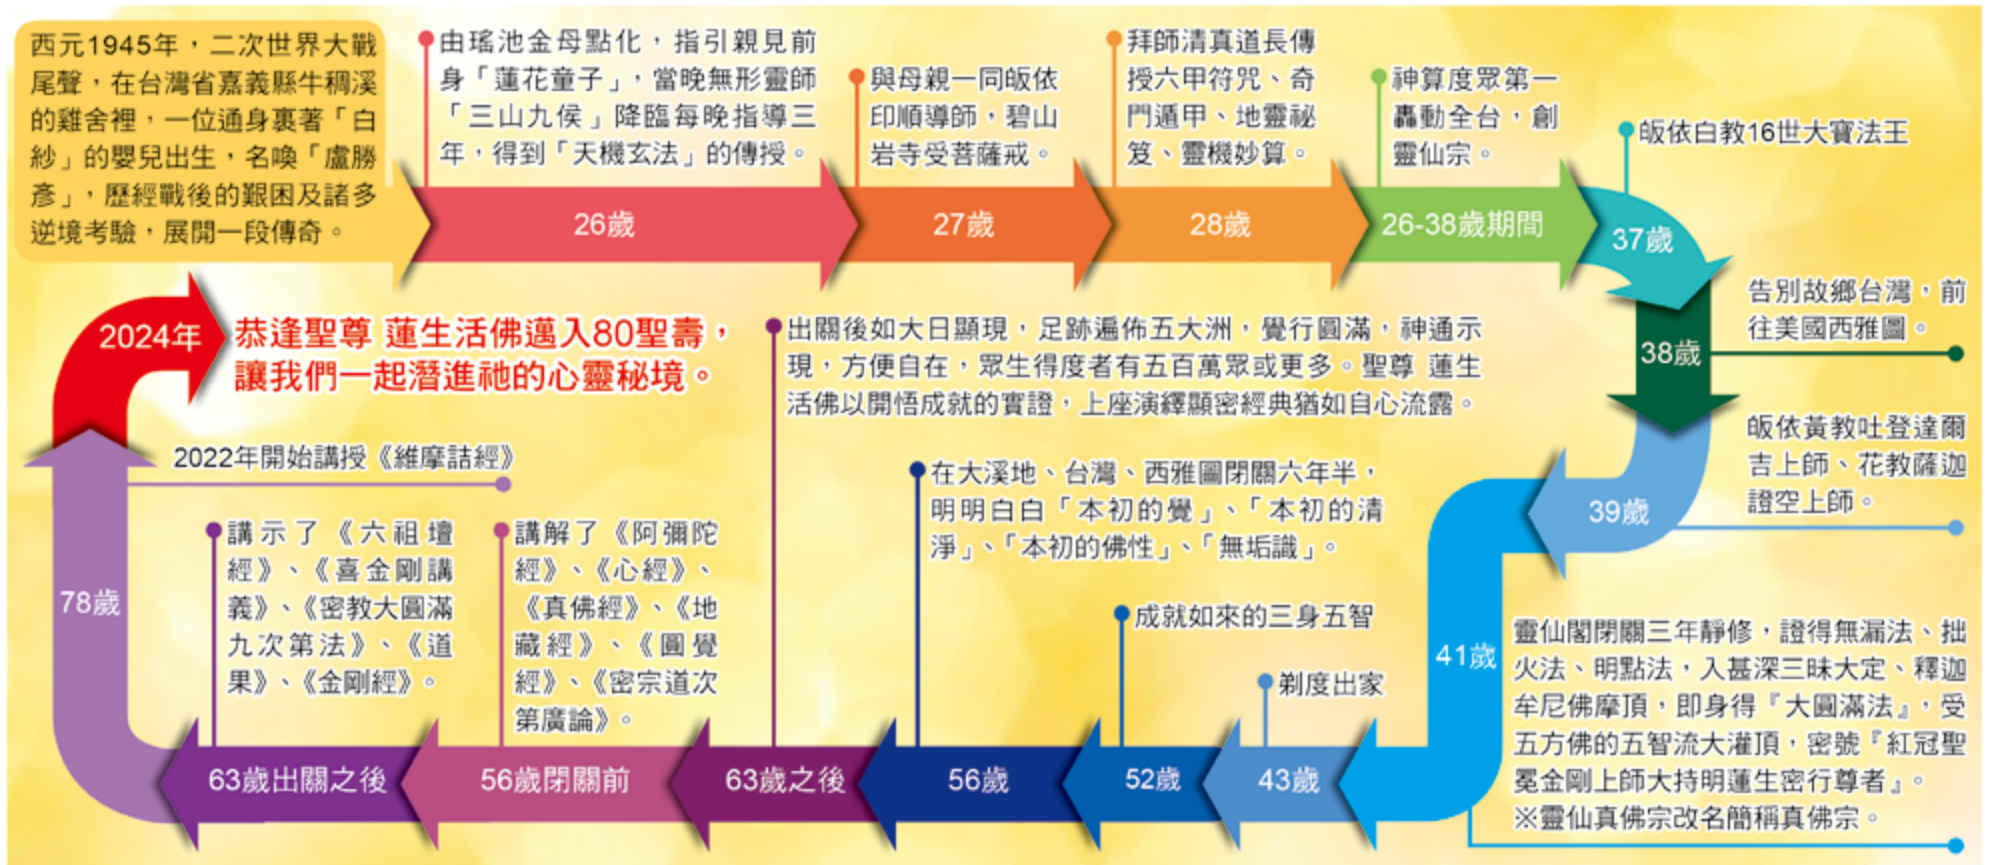 西元1945年，二次世界大戰
尾聲，在台灣省嘉義縣牛稠溪
的雞舍裡，一位通身裹著「白
紗」的嬰兒出生，名喚「盧勝
彥」，歷經戰後的艱困及諸多
逆境考驗，展開一段傳奇。
由瑤池金母點化，指引親見前
身「蓮花童子」，當晚無形靈師
「三山九侯」降臨每晚指導三
年，得到「天機玄法」的傳授。
26歲
與母親一同皈依
印順導師，碧山
岩寺受菩薩戒。
27歲
拜師清真道長傳
授六甲符咒、奇
門遁甲、地靈祕
笈、靈機妙算。
28歲
神算度眾第一
轟動全台，創
靈仙宗。
26-38歲期間
皈依白教16世大寶法王
37歲
告別故鄉台灣，前
往美國西雅圖。
38歲
皈依黃教吐登達爾
吉上師、花教薩迦
證空上師。
39歲
靈仙閣閉關三年靜修，證得無漏法、拙
火法、明點法，入甚深三昧大定、釋迦
牟尼佛摩頂，即身得『大圓滿法』，受
五方佛的五智流大灌頂，密號『紅冠聖
冕金剛上師大持明蓮生密行尊者』。
※靈仙真佛宗改名簡稱真佛宗。
41歲
剃度出家
43歲
成就如來的三身五智
52歲
在大溪地、台灣、西雅圖閉關六年半，
明明白白「本初的覺」、「本初的清
淨」、「本初的佛性」、「無垢識」。
56歲
出關後如大日顯現，足跡遍佈五大洲，覺行圓滿，神通示
現，方便自在，眾生得度者有五百萬眾或更多。聖尊 蓮生
活佛以開悟成就的實證，上座演繹顯密經典猶如自心流露。
63歲之後
講解了《阿彌陀
經》、《心經》、
《真佛經》、《地
藏經》、《圓覺
經》、《密宗道次
第廣論》。
56歲閉關前
講示了《六祖壇
經》、《喜金剛講
義》、《密教大圓滿
九次第法》、《道
果》、《金剛經》。
63歲出關之後
2022年開始講授《維摩詰經》
78歲
2024年
恭逢聖尊 蓮生活佛邁入80聖壽，
讓我們一起潛進祂的心靈秘境。